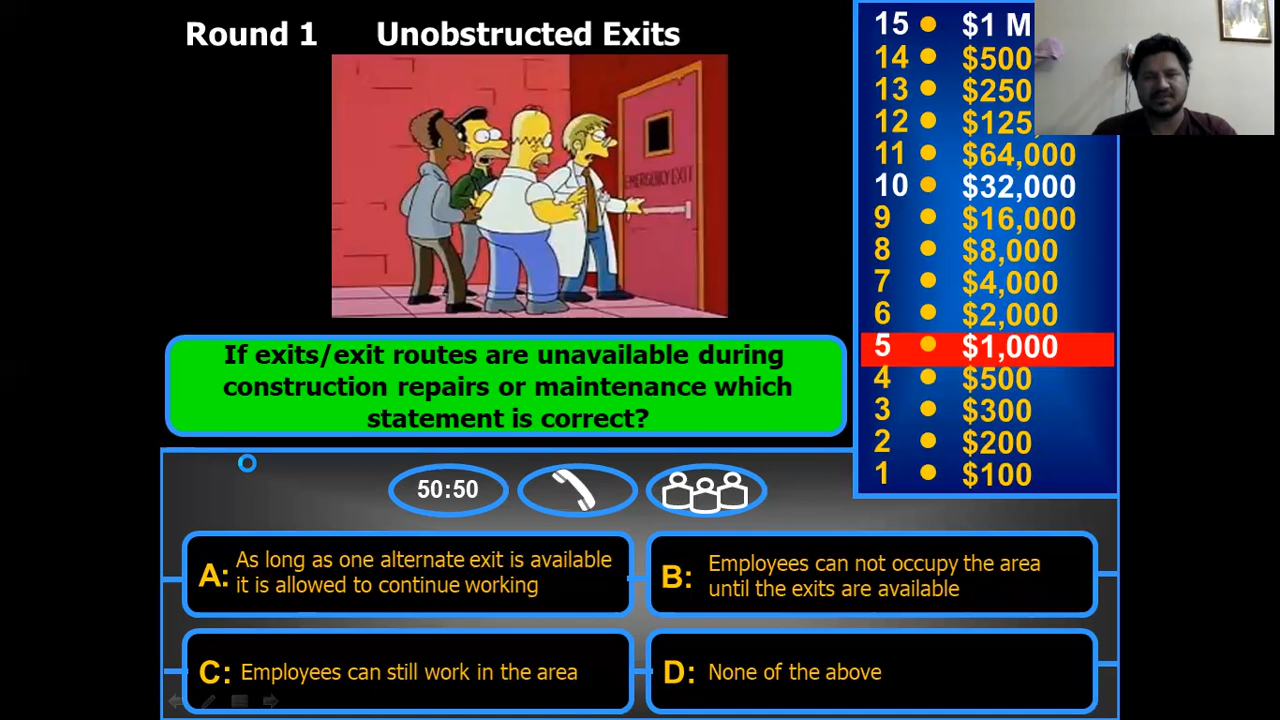 Round 1 Unobstructed Exits
EMERGENCY EXIT
If exits/exit routes are unavailable during
construction repairs or maintenance which
statement is correct?
15 $1 M
14 $500
13 $250
12 $125,
11 $64,000
10 $32,000
9 $16,000
8 $8,000
7 $4,000
6 $2,000
5 $1,000
4 $500
3 $300
2 $200
1 $100
50:50
A: As long as one alternate exit is available
it is allowed to continue working
B: Employees can not occupy the area
until the exits are available
C: Employees can still work in the area
D: None of the above